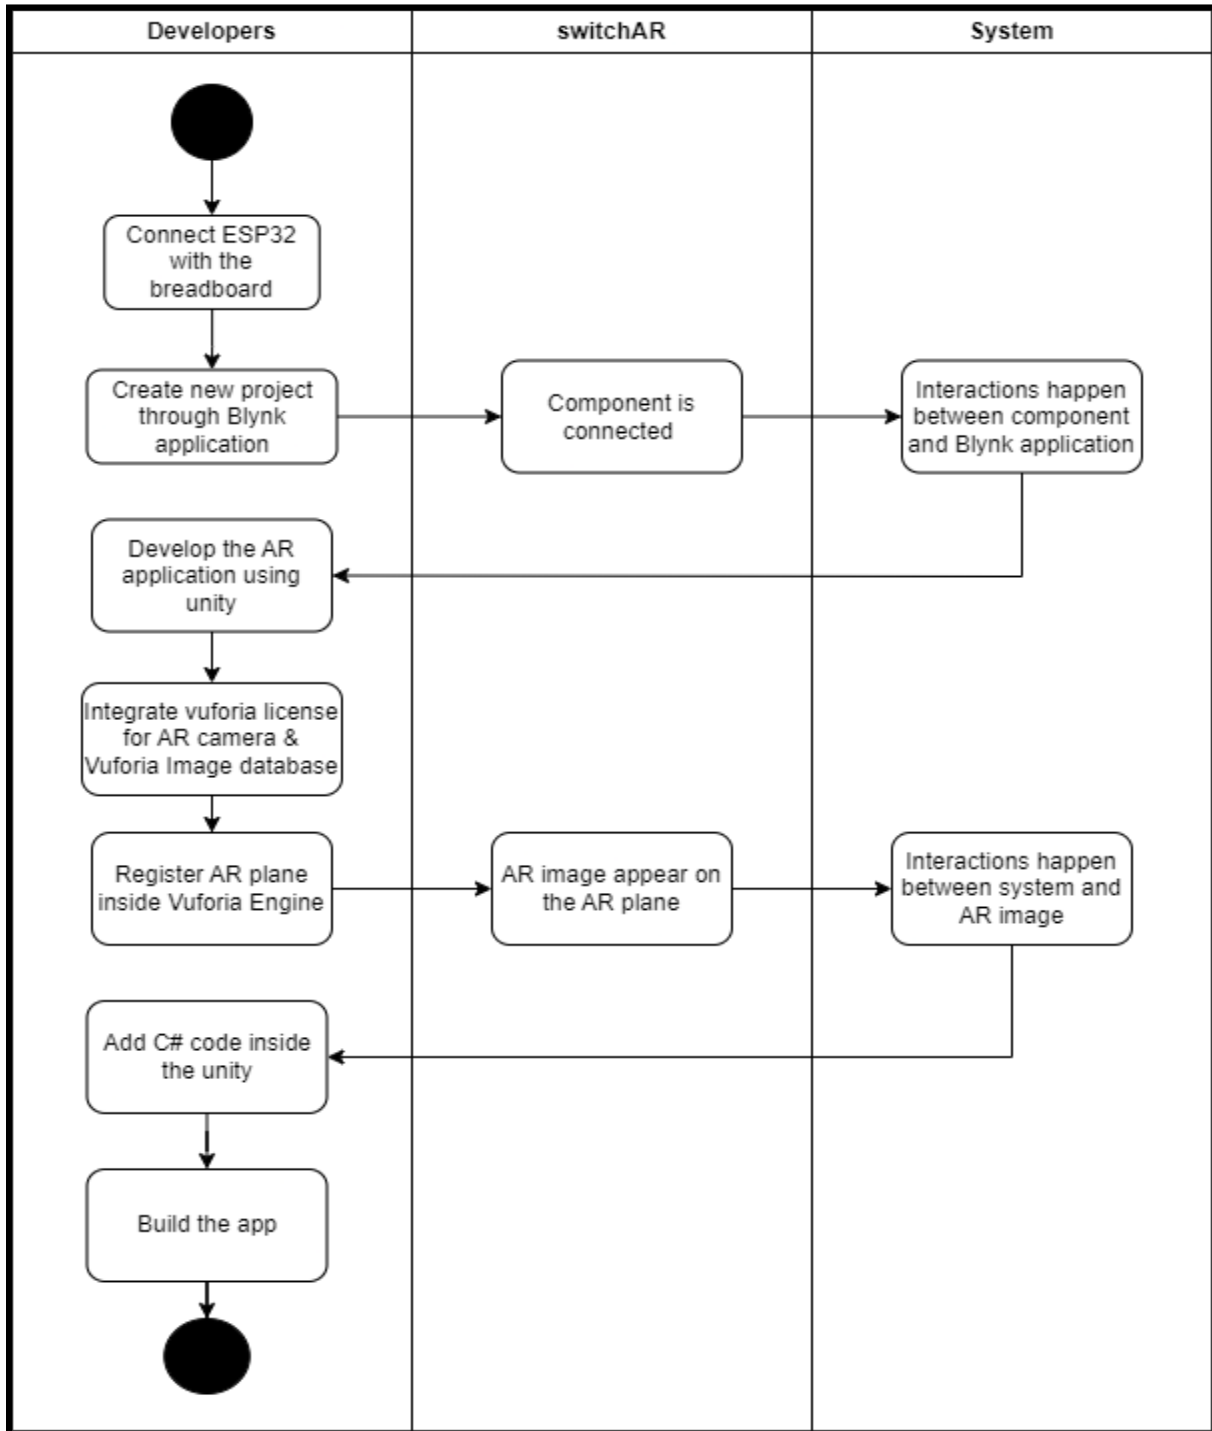 Developers
switchAR
System
Connect ESP32
with the
breadboard
Create new project
through Blynk
application
Component is
connected
Interactions happen
between component
and Blynk application
Develop the AR
application using
unity
Integrate vuforia license
for AR camera &
Vuforia Image database
Register AR plane
inside Vuforia Engine
AR image appear on
the AR plane
Interactions happen
between system and
AR image
Add C# code inside
the unity
Build the app